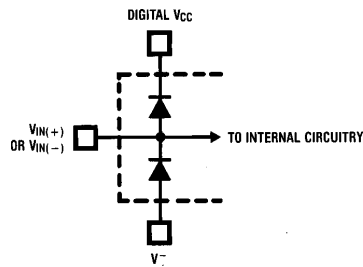 DIGITAL VCC
VIN(+)
OR VIN(−)
TO INTERNAL CIRCUITRY
V−